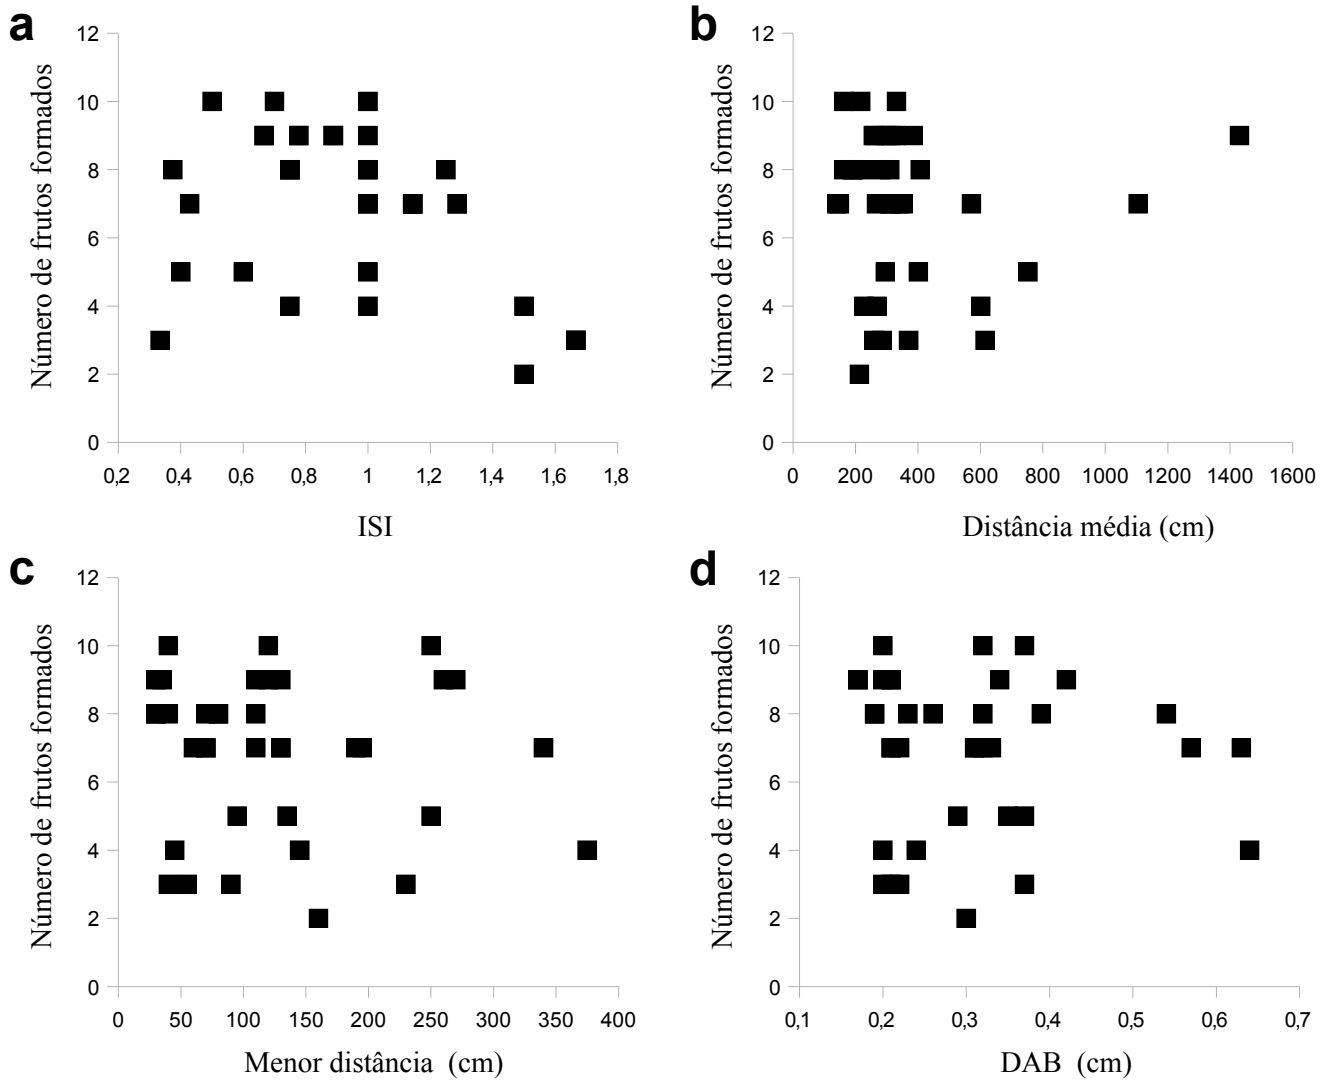 a
Número de frutos formados
12
10
8
6
4
2
0
0,2 0,4 0,6 0,8 1 1,2 1,4 1,6 1,8
ISI
b
Número de frutos formados
12
10
8
6
4
2
0
0 200 400 600 800 1000 1200 1400 1600
Distância média (cm)
c
Número de frutos formados
12
10
8
6
4
2
0
0 50 100 150 200 250 300 350 400
Menor distância (cm)
d
Número de frutos formados
12
10
8
6
4
2
0
0,1 0,2 0,3 0,4 0,5 0,6 0,7
DAB (cm)